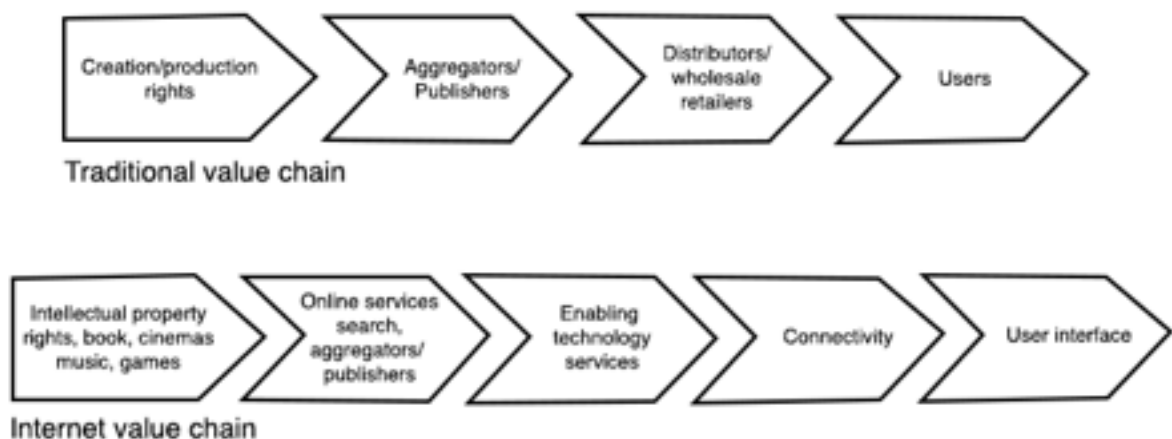 Creation/production
rights
Aggregators/
Publishers
Distributors/
wholesale
retailers
Users
Traditional value chain
Intellectual property
rights, book, cinemas
music, games
Online services
search,
aggregators/
publishers
Enabling
technology
services
Connectivity
User interface
Internet value chain